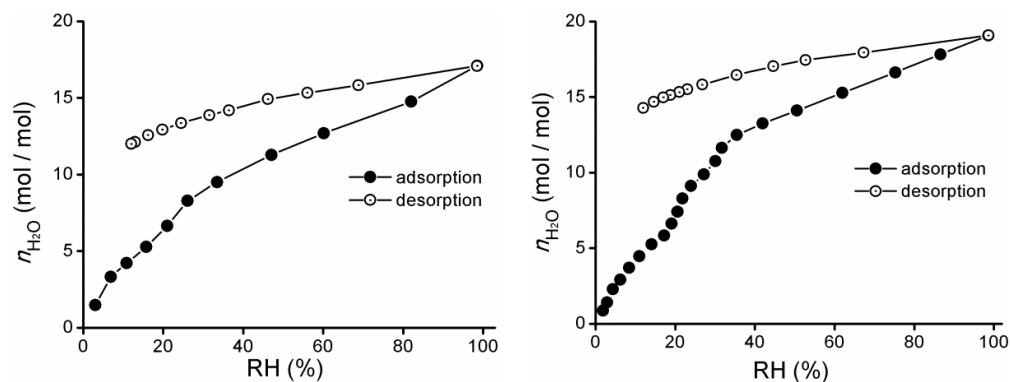 20
15
10
5
0
0 20 40 60 80 100
n_H₂O (mol / mol)
RH (%)
adsorption
desorption
20
15
10
5
0
0 20 40 60 80 100
n_H₂O (mol / mol)
RH (%)
adsorption
desorption